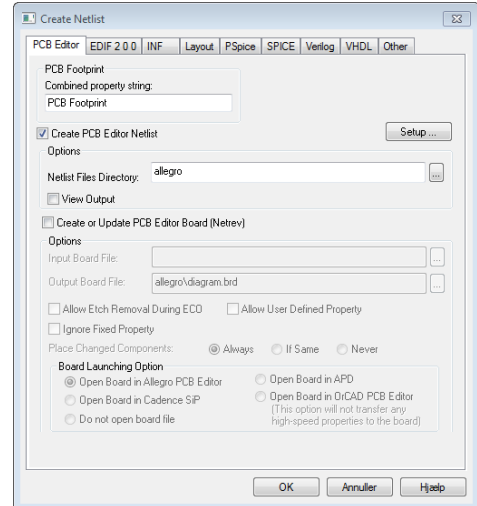 Create Netlist
PCB Editor EDIF 2 0 0 INF Layout PSpice SPICE Verilog VHDL Other
PCB Footprint
Combined property string:
PCB Footprint
Create PCB Editor Netlist
Setup ...
Options
Netlist Files Directory: allegro ...
View Output
Create or Update PCB Editor Board (Netrev)
Options
Input Board File: ...
Output Board File: allegro\diagram.brd ...
Allow Etch Removal During ECO Allow User Defined Property
Ignore Fixed Property
Place Changed Components: Always If Same Never
Board Launching Option
Open Board in Allegro PCB Editor Open Board in APD
Open Board in Cadence SiP Open Board in OrCAD PCB Editor
(This option will not transfer any
Do not open board file high-speed properties to the board)
OK Annuller Hjælp